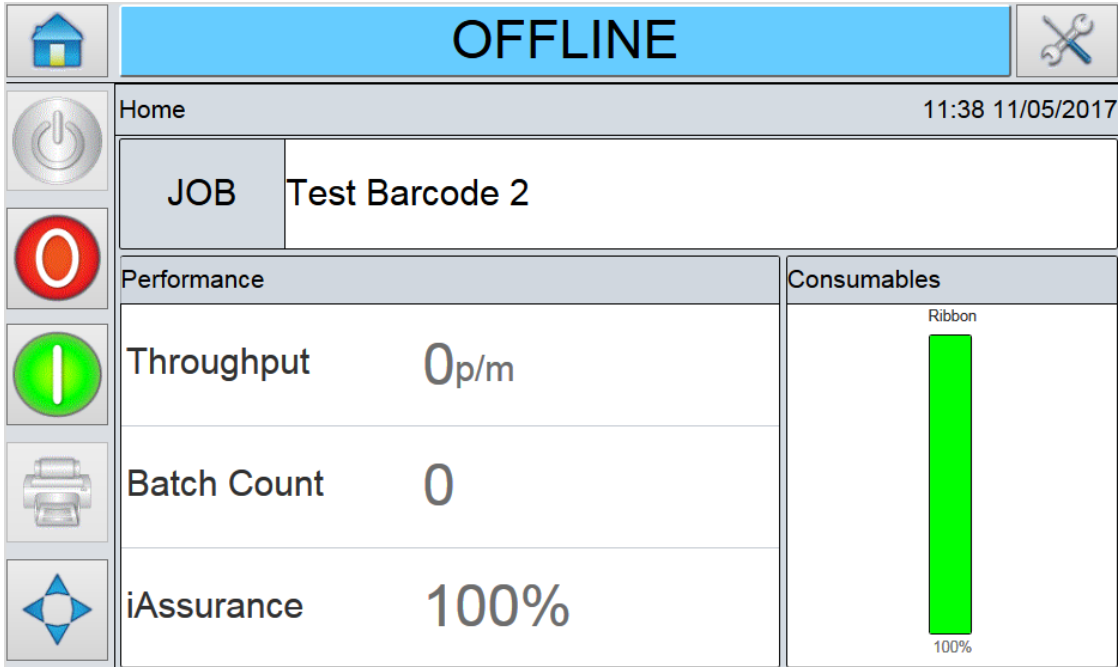 OFFLINE
Home 11:38 11/05/2017
JOB Test Barcode 2
Performance
Throughput 0p/m
Batch Count 0
iAssurance 100%
Consumables
Ribbon
100%